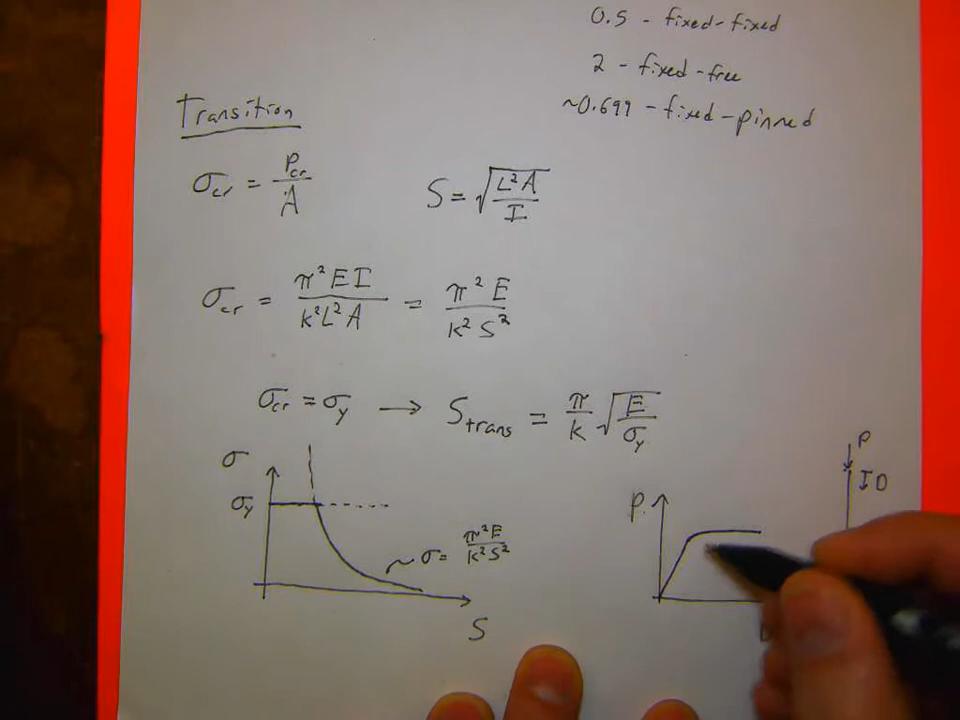 0.5 - fixed-fixed
2 - fixed-free
~0.699 - fixed-pinned
Transition
σcr = Pcr/A
S = √(L²A/I)
σcr = π²EI/k²L²A = π²E/k²S²
σcr = σy → Strans = π/k √(E/σy)
σ
σy
~ σ = π²E/k²S²
S
P
P
D